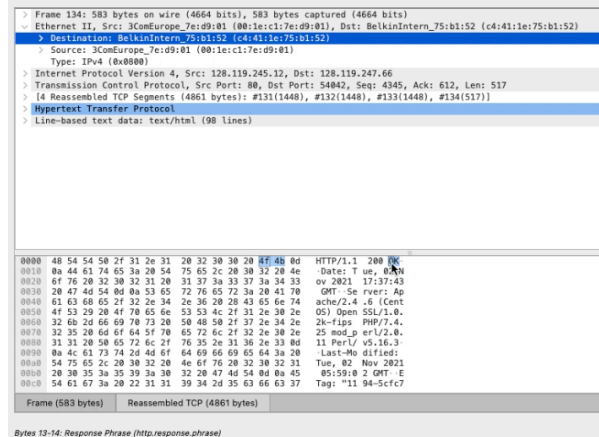 Frame 134: 583 bytes on wire (4664 bits), 583 bytes captured (4664 bits)
Ethernet II, Src: 3ComEurope_7e:d9:01 (00:1e:c1:7e:d9:01), Dst: BelkinIntern_75:b1:52 (c4:41:1e:75:b1:52)
Destination: BelkinIntern_75:b1:52 (c4:41:1e:75:b1:52)
Source: 3ComEurope_7e:d9:01 (00:1e:c1:7e:d9:01)
Type: IPv4 (0x0800)
Internet Protocol Version 4, Src: 128.119.245.12, Dst: 128.119.247.66
Transmission Control Protocol, Src Port: 80, Dst Port: 54042, Seq: 4345, Ack: 612, Len: 517
[4 Reassembled TCP Segments (4861 bytes): #131(1448), #132(1448), #133(1448), #134(517)]
Hypertext Transfer Protocol
Line-based text data: text/html (98 lines)
0000 48 54 54 50 2f 31 2e 31 20 32 30 30 20 4f 4b 0d HTTP/1.1 200 OK·
0010 0a 44 61 74 65 3a 20 54 75 65 2c 20 30 32 20 4e ·Date: T ue, 02 N
0020 6f 76 20 32 30 32 31 20 31 37 3a 33 37 3a 34 33 ov 2021 17:37:43
0030 20 47 4d 54 0d 0a 53 65 72 76 65 72 3a 20 41 70 GMT··Se rver: Ap
0040 61 63 68 65 2f 32 2e 34 2e 36 20 28 43 65 6e 74 ache/2.4 .6 (Cent
0050 4f 53 29 20 4f 70 65 6e 53 53 4c 2f 31 2e 30 2e OS) Open SSL/1.0.
0060 32 6b 2d 66 69 70 73 20 50 48 50 2f 37 2e 34 2e 2k-fips PHP/7.4.
0070 32 35 20 6d 6f 64 5f 70 65 72 6c 2f 32 2e 30 2e 25 mod_p erl/2.0.
0080 31 31 20 50 65 72 6c 2f 76 35 2e 31 36 2e 33 0d 11 Perl/ v5.16.3·
0090 0a 4c 61 73 74 2d 4d 6f 64 69 66 69 65 64 3a 20 ·Last-Mo dified:
00a0 54 75 65 2c 20 30 32 20 4e 6f 76 20 32 30 32 31 Tue, 02 Nov 2021
00b0 20 30 35 3a 35 39 3a 30 32 20 47 4d 54 0d 0a 45 05:59:0 2 GMT··E
00c0 54 61 67 3a 20 22 31 31 39 34 2d 35 63 66 63 37 Tag: "11 94-5cfc7
Frame (583 bytes) Reassembled TCP (4861 bytes)
Bytes 13-14: Response Phrase (http.response.phrase)